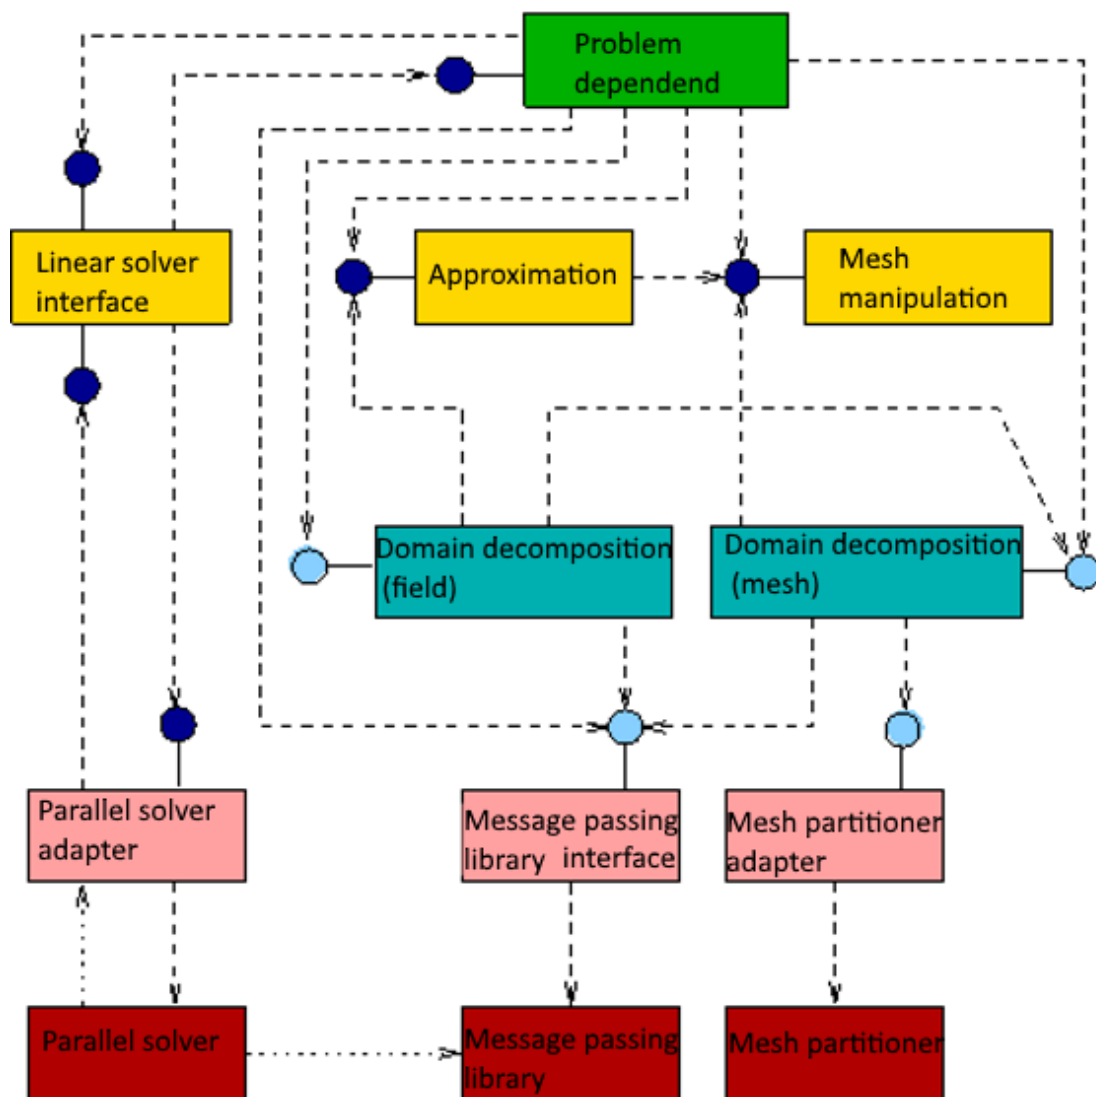 Problem
dependend
Linear solver
interface
Approximation
Mesh
manipulation
Domain decomposition
(field)
Domain decomposition
(mesh)
Parallel solver
adapter
Message passing
library interface
Mesh partitioner
adapter
Parallel solver
Message passing
library
Mesh partitioner